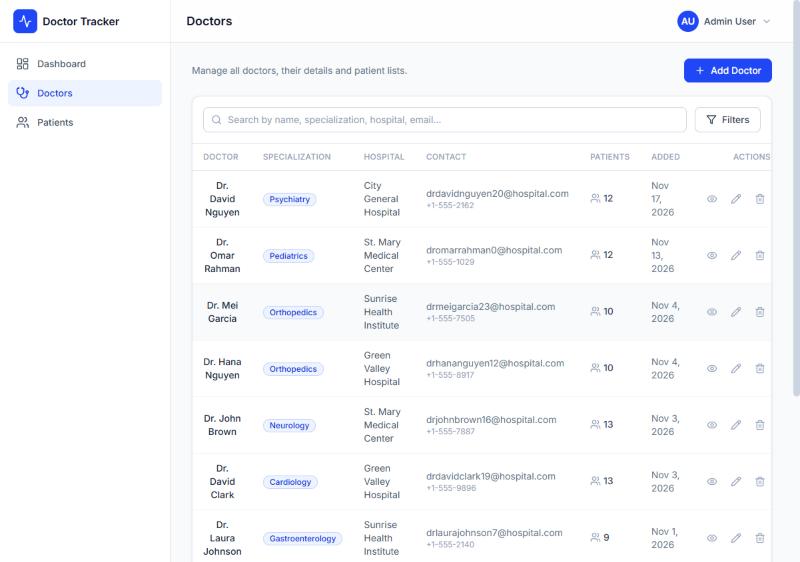 Doctor Tracker
Doctors
AU Admin User
Dashboard
Doctors
Patients
Manage all doctors, their details and patient lists.
+ Add Doctor
Search by name, specialization, hospital, email...
Filters
DOCTOR SPECIALIZATION HOSPITAL CONTACT PATIENTS ADDED ACTIONS
Dr.
David
Nguyen
Psychiatry
City
General
Hospital
drdavidnguyen20@hospital.com
+1-555-2162
12
Nov
17,
2026
Dr.
Omar
Rahman
Pediatrics
St. Mary
Medical
Center
dromarrahman0@hospital.com
+1-555-1029
12
Nov
13,
2026
Dr. Mei
Garcia
Orthopedics
Sunrise
Health
Institute
drmeigarcia23@hospital.com
+1-555-7505
10
Nov 4,
2026
Dr. Hana
Nguyen
Orthopedics
Green
Valley
Hospital
drhananguyen12@hospital.com
+1-555-8917
10
Nov 4,
2026
Dr. John
Brown
Neurology
St. Mary
Medical
Center
drjohnbrown16@hospital.com
+1-555-7887
13
Nov 3,
2026
Dr.
David
Clark
Cardiology
Green
Valley
Hospital
drdavidclark19@hospital.com
+1-555-9896
13
Nov 3,
2026
Dr.
Laura
Johnson
Gastroenterology
Sunrise
Health
Institute
drlaurajohnson7@hospital.com
+1-555-2140
9
Nov 1,
2026